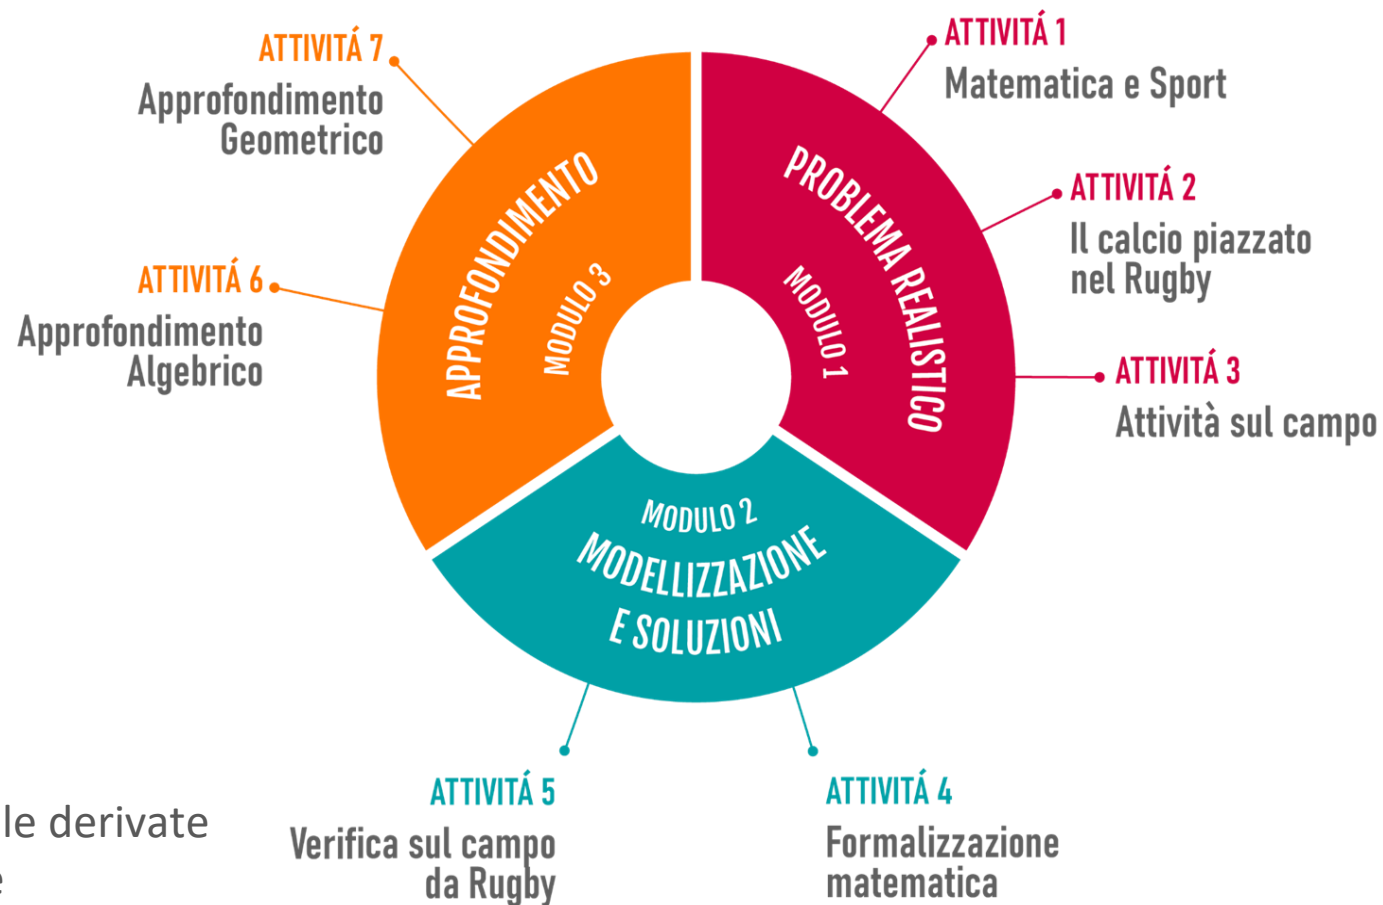 ATTIVITÁ 1
Matematica e Sport
ATTIVITÁ 2
Il calcio piazzato
nel Rugby
ATTIVITÁ 3
Attività sul campo
PROBLEMA REALISTICO
MODULO 1
MODULO 2
MODELLIZZAZIONE
E SOLUZIONI
ATTIVITÁ 4
Formalizzazione
matematica
ATTIVITÁ 5
Verifica sul campo
da Rugby
APPROFONDIMENTO
MODULO 3
ATTIVITÁ 6
Approfondimento
Algebrico
ATTIVITÁ 7
Approfondimento
Geometrico
le derivate